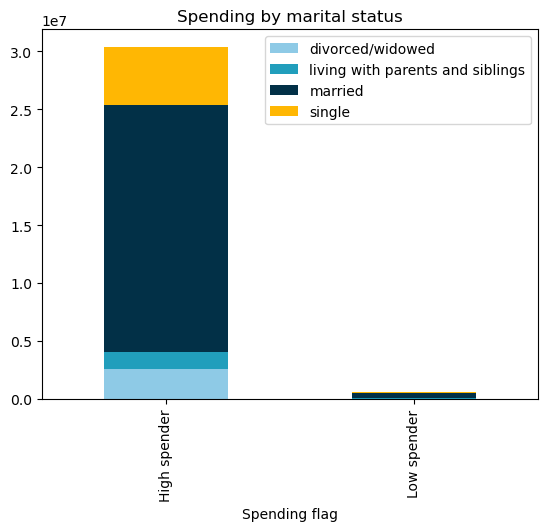 Spending by marital status
1e7
divorced/widowed
living with parents and siblings
married
single
3.0
2.5
2.0
1.5
1.0
0.5
0.0
High spender
Low spender
Spending flag